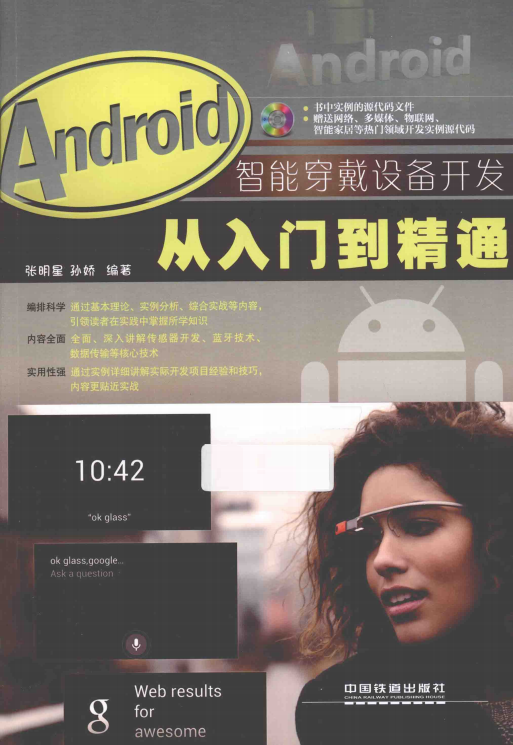 Android
· 书中实例的源代码文件
· 赠送网络、多媒体、物联网、
智能家居等热门领域开发实例源代码
Android
智能穿戴设备开发
从入门到精通
张明星 孙娇 编著
编排科学 通过基本理论、实例分析、综合实战等内容，
引领读者在实践中掌握所学知识
内容全面 全面、深入讲解传感器开发、蓝牙技术、
数据传输等核心技术
实用性强 通过实例详细讲解实际开发项目经验和技巧，
内容更贴近实战
10:42
“ok glass”
ok glass,google...
Ask a question
g
Web results
for
awesome
中国铁道出版社
CHINA RAILWAY PUBLISHING HOUSE